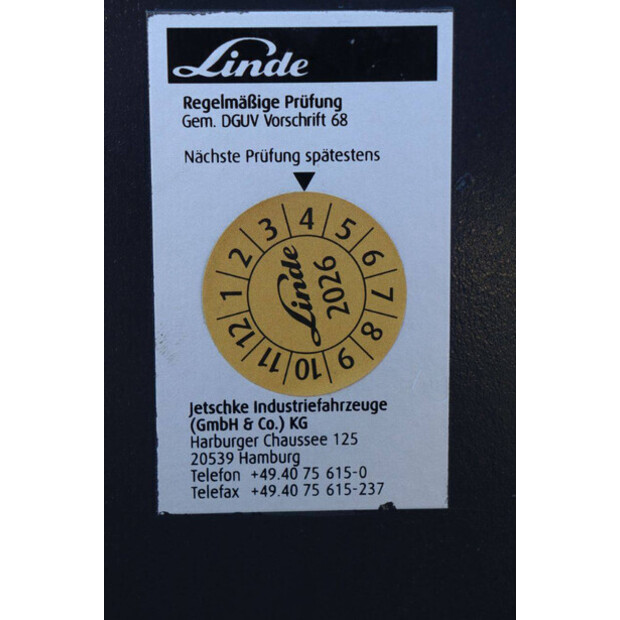 Linde
Regelmäßige Prüfung
Gem. DGUV Vorschrift 68
Nächste Prüfung spätestens
1 2 3 4 5 6 7 8 9 10 11 12
Linde
2026
Jetschke Industriefahrzeuge
(GmbH & Co.) KG
Harburger Chaussee 125
20539 Hamburg
Telefon +49.40 75 615-0
Telefax +49.40 75 615-237